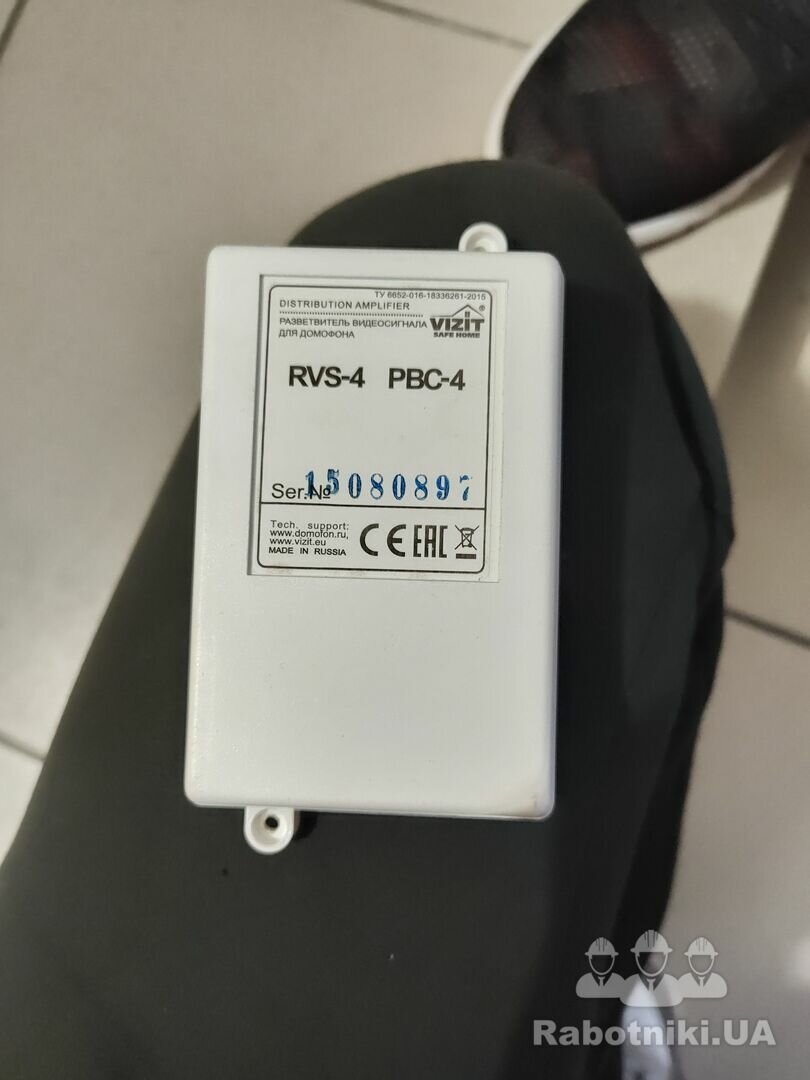 ТУ 6652-016-18336261-2015
DISTRIBUTION AMPLIFIER
РАЗВЕТВИТЕЛЬ ВИДЕОСИГНАЛА
ДЛЯ ДОМОФОНА
VIZIT ®
SAFE HOME
RVS-4 РВС-4
Ser.№ 15080897
Tech. support:
www.domofon.ru,
www.vizit.eu
MADE IN RUSSIA
CE EAC
Rabotniki.UA